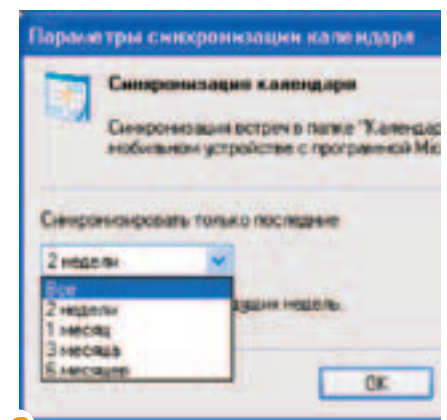 Параметры синхронизации календаря
Синхронизация календаря
Синхронизация встреч в папке "Календар
мобильном устройстве с программой Mic
Синхронизировать только последние
2 недели
Все
2 недели
1 месяц
3 месяца
6 месяцев
недель.
OK